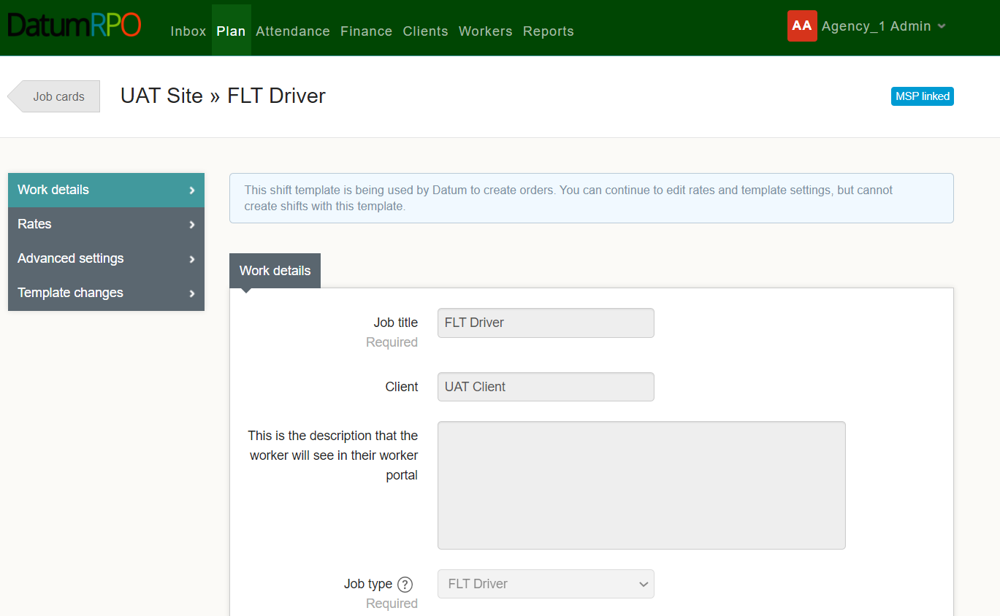 DatumRPO
Inbox Plan Attendance Finance Clients Workers Reports
AA Agency_1 Admin
Job cards
UAT Site » FLT Driver
MSP linked
Work details
Rates
Advanced settings
Template changes
This shift template is being used by Datum to create orders. You can continue to edit rates and template settings, but cannot
create shifts with this template.
Work details
Job title
Required
FLT Driver
Client
UAT Client
This is the description that the
worker will see in their worker
portal
Job type ?
Required
FLT Driver